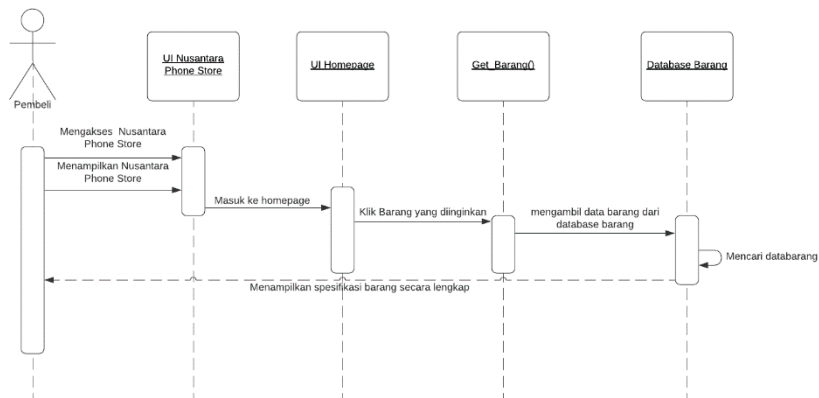 UI Nusantara
Phone Store
UI Homepage
Get_Barang()
Database Barang
Pembeli
Mengakses Nusantara
Phone Store
Menampilkan Nusantara
Phone Store
Masuk ke homepage
Klik Barang yang diinginkan
mengambil data barang dari
database barang
Mencari databarang
Menampilkan spesifikasi barang secara lengkap